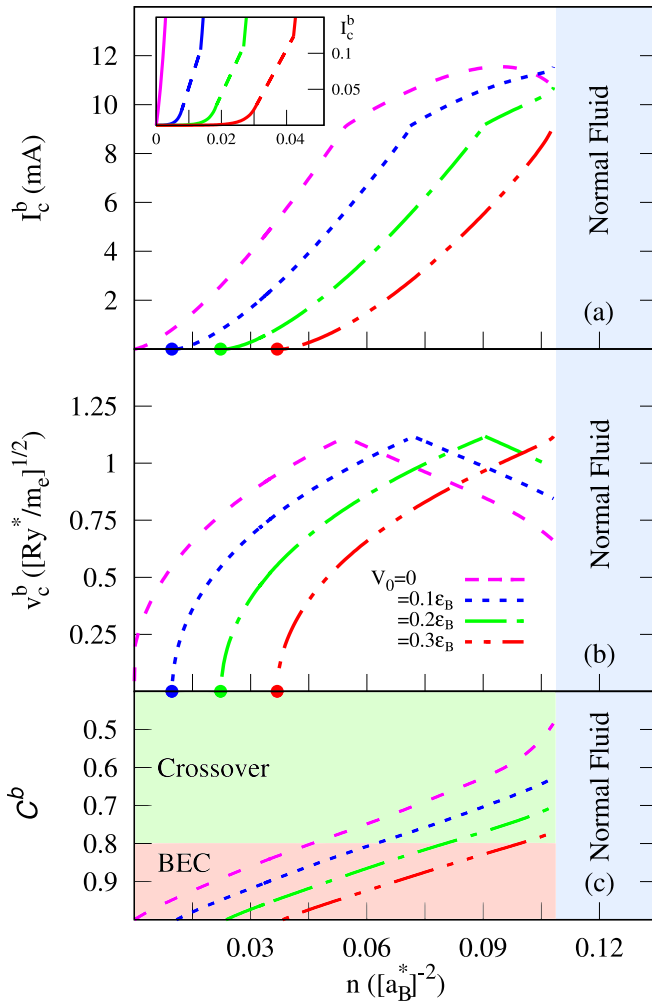 I_c^b
0.1
0.05
0 0.02 0.04
12
10
8
6
4
2
I_c^b (mA)
Normal Fluid
(a)
1.25
1
0.75
0.5
0.25
v_c^b ([Ry^*/m_e]^{1/2})
V_0=0
=0.1ε_B
=0.2ε_B
=0.3ε_B
Normal Fluid
(b)
0.5
0.6
0.7
0.8
0.9
C^b
Crossover
BEC
Normal Fluid
(c)
0.03 0.06 0.09 0.12
n ([a_B^*]^{-2})